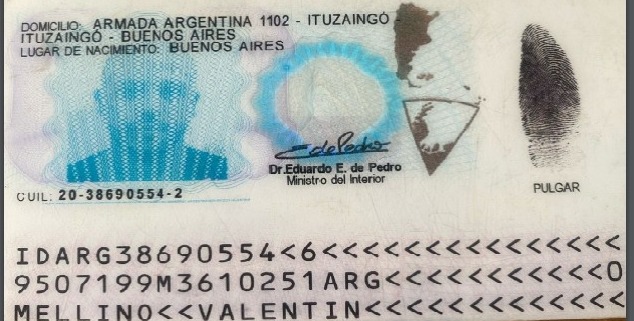 DOMICILIO: ARMADA ARGENTINA 1102 - ITUZAINGÓ -
ITUZAINGÓ - BUENOS AIRES
LUGAR DE NACIMIENTO: BUENOS AIRES
EdePedro
Dr.Eduardo E. de Pedro
Ministro del Interior
PULGAR
CUIL: 20-38690554-2
IDARG38690554<6<<<<<<<<<<<<<<<
9507199M3610251ARG<<<<<<<<<<<0
MELLINO<<VALENTIN<<<<<<<<<<<<<